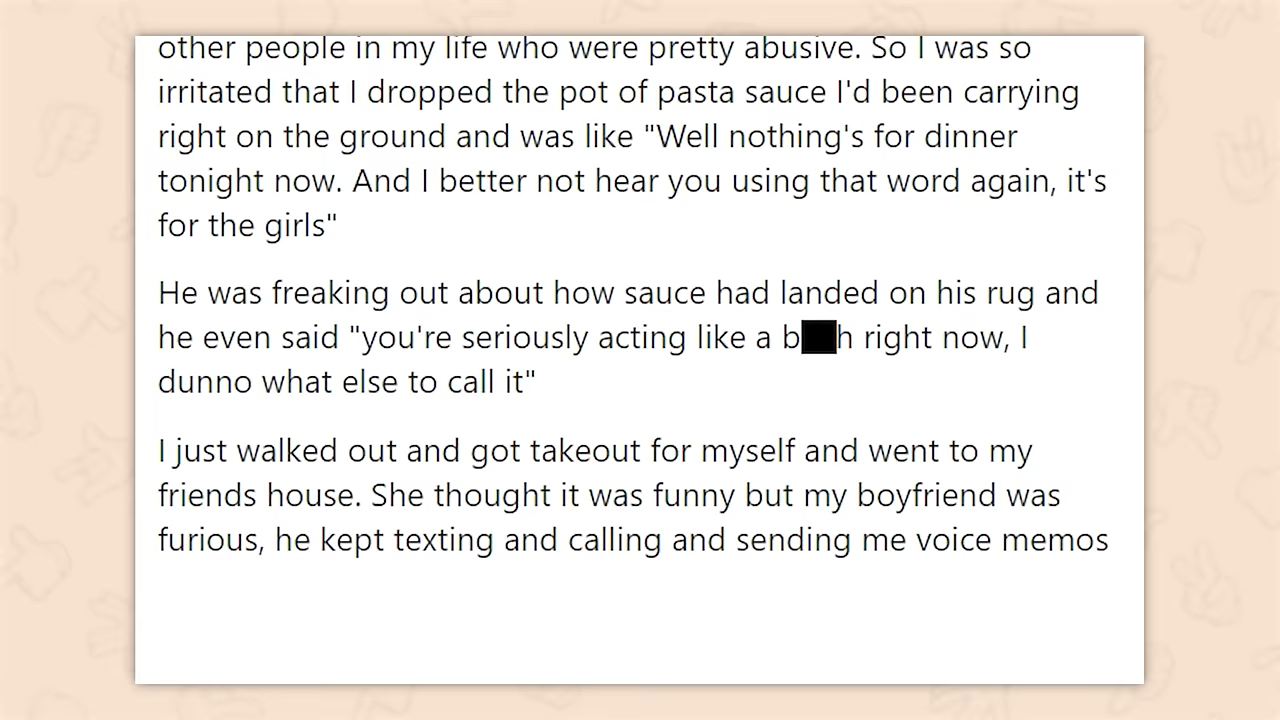 other people in my life who were pretty abusive. So I was so
irritated that I dropped the pot of pasta sauce I'd been carrying
right on the ground and was like "Well nothing's for dinner
tonight now. And I better not hear you using that word again, it's
for the girls"
He was freaking out about how sauce had landed on his rug and
he even said "you're seriously acting like a b██h right now, I
dunno what else to call it"
I just walked out and got takeout for myself and went to my
friends house. She thought it was funny but my boyfriend was
furious, he kept texting and calling and sending me voice memos